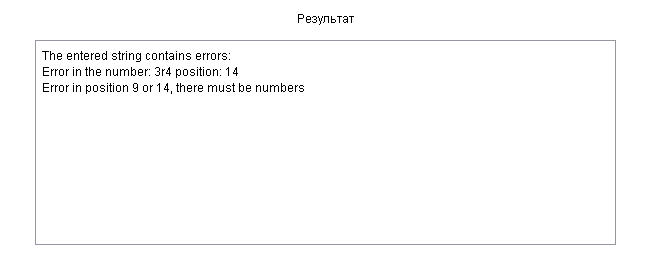 Результат
The entered string contains errors:
Error in the number: 3r4 position: 14
Error in position 9 or 14, there must be numbers